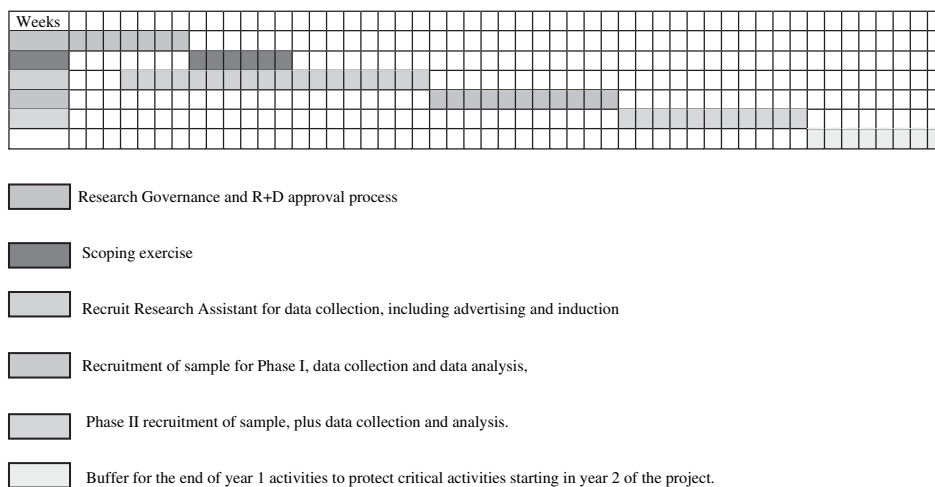 Weeks
Research Governance and R+D approval process
Scoping exercise
Recruit Research Assistant for data collection, including advertising and induction
Recruitment of sample for Phase I, data collection and data analysis,
Phase II recruitment of sample, plus data collection and analysis.
Buffer for the end of year 1 activities to protect critical activities starting in year 2 of the project.